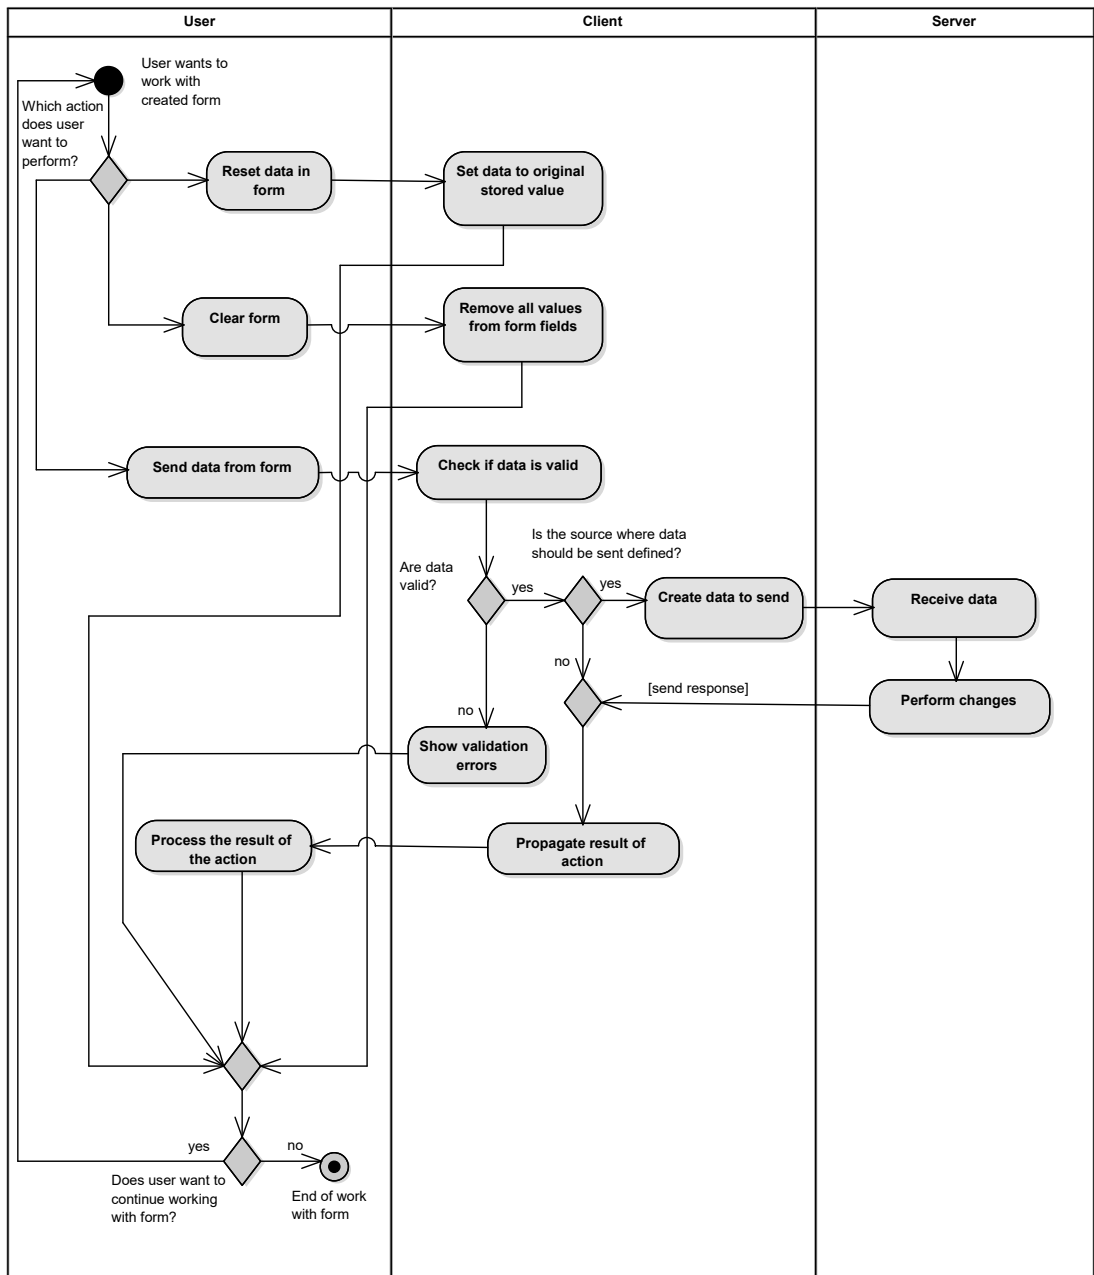 User
Client
Server
User wants to
work with
created form
Which action
does user
want to
perform?
Reset data in
form
Set data to original
stored value
Clear form
Remove all values
from form fields
Send data from form
Check if data is valid
Is the source where data
should be sent defined?
Are data
valid?
yes
yes
Create data to send
Receive data
no
[send response]
Perform changes
no
Show validation
errors
Process the result of
the action
Propagate result of
action
yes
no
Does user want to
continue working
with form?
End of work
with form